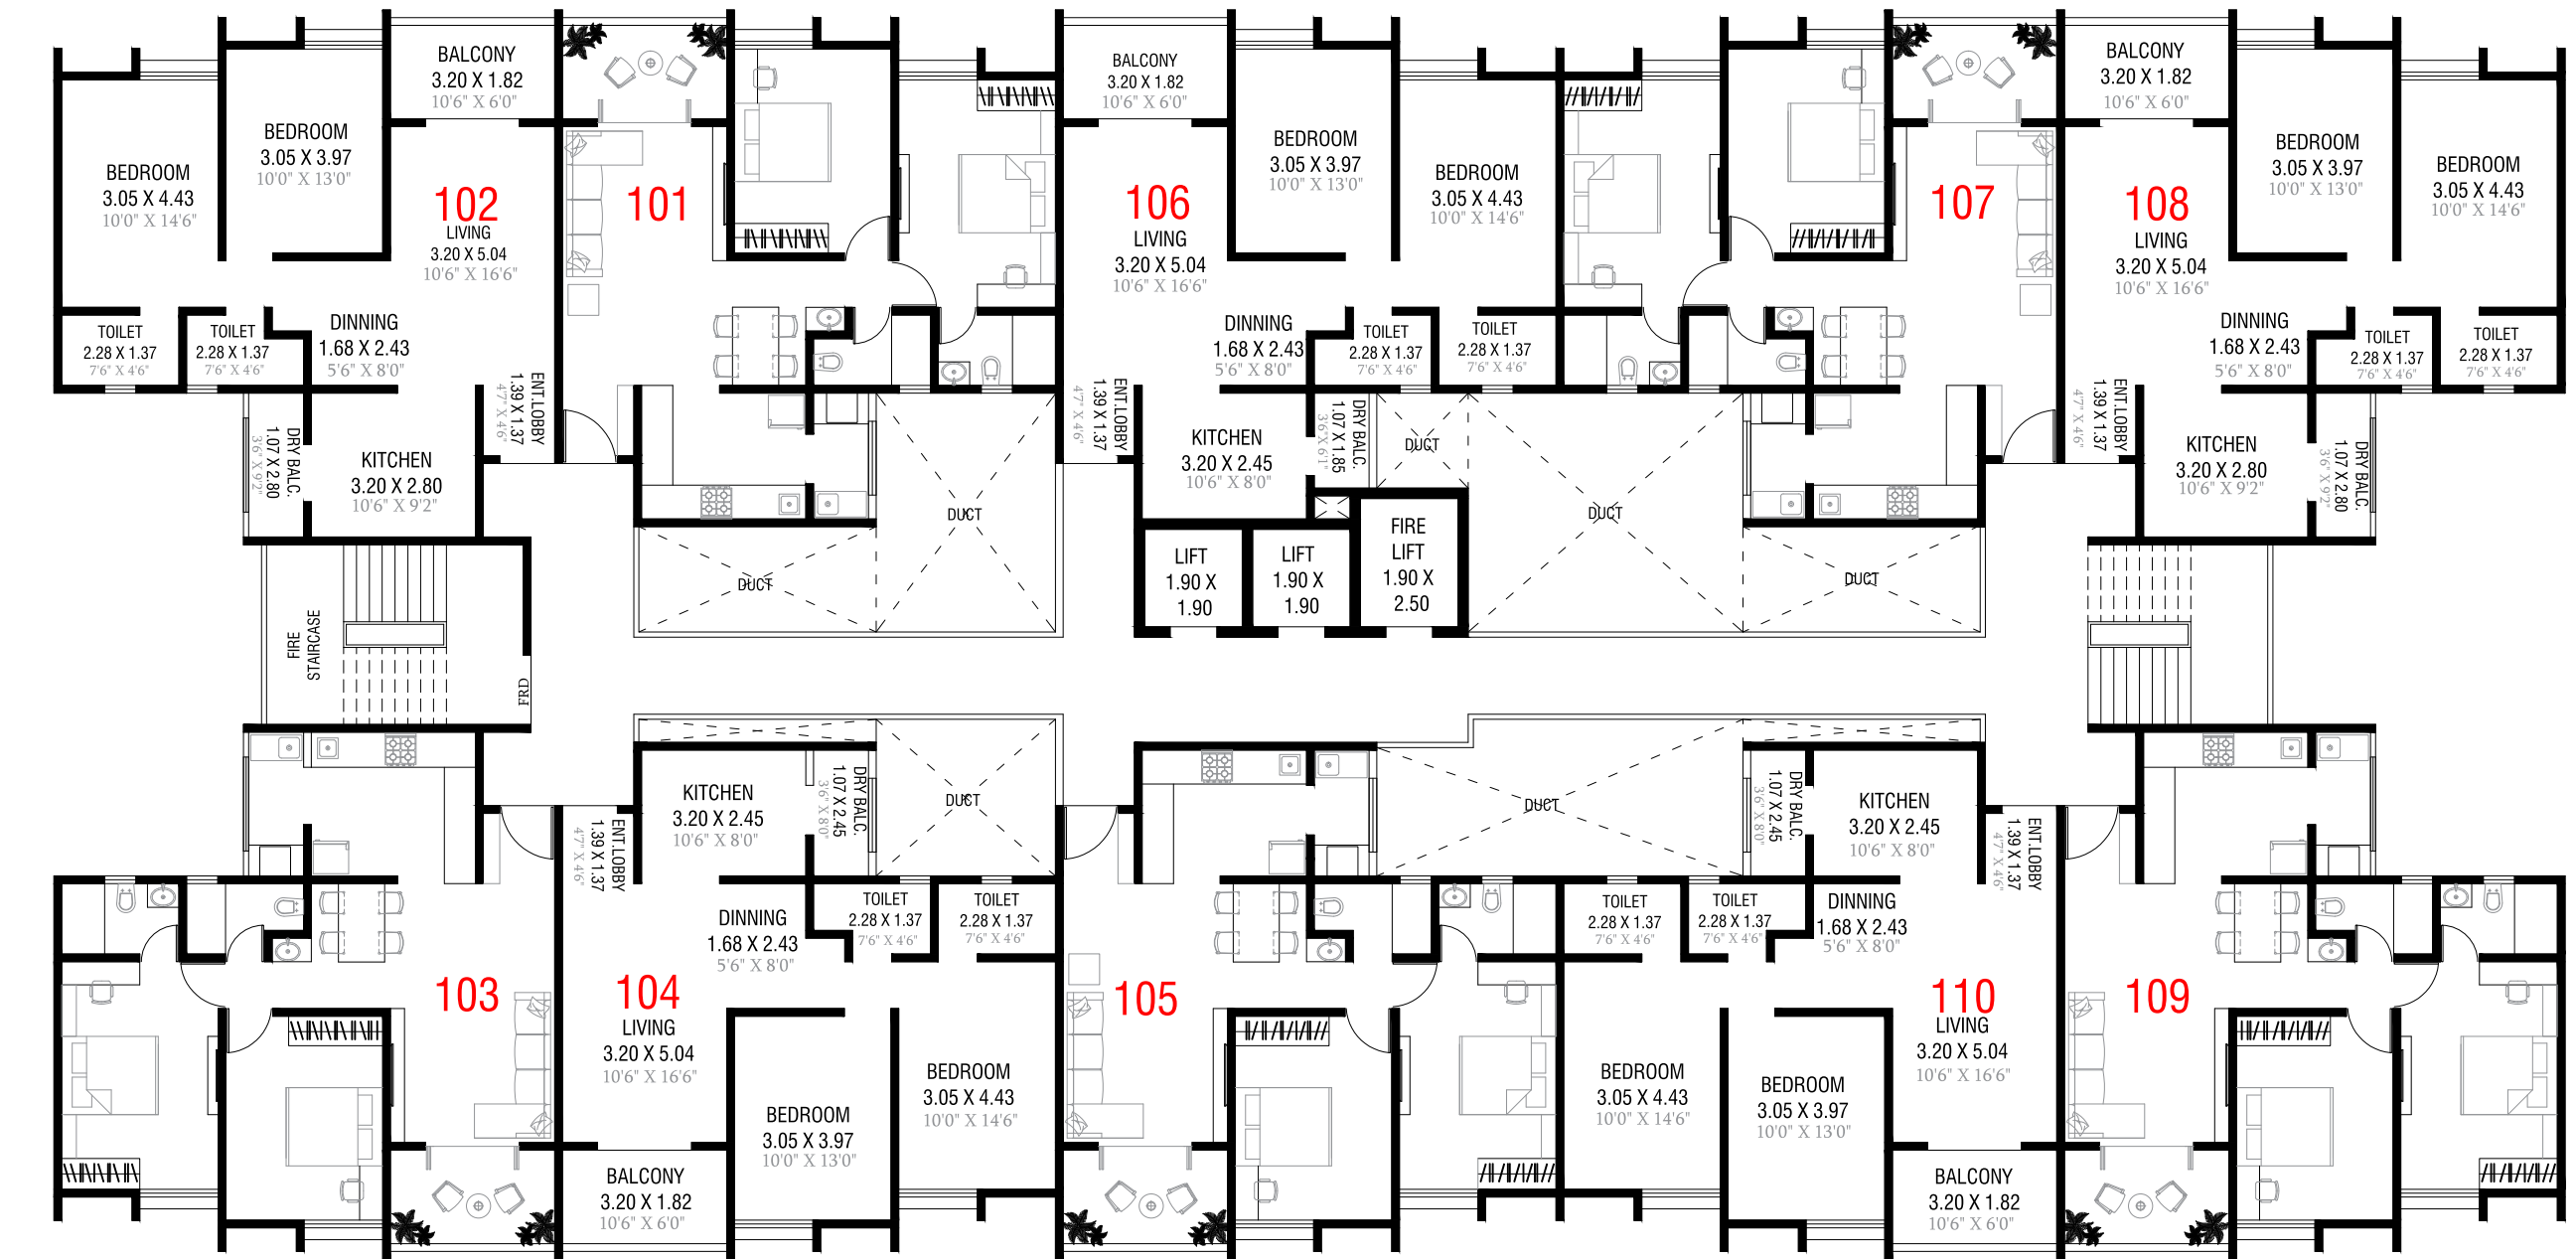 BALCONY
3.20 X 1.82
10'6" X 6'0"
BEDROOM
3.05 X 4.43
10'0" X 14'6"
BEDROOM
3.05 X 3.97
10'0" X 13'0"
102
LIVING
3.20 X 5.04
10'6" X 16'6"
101
TOILET
2.28 X 1.37
7'6" X 4'6"
TOILET
2.28 X 1.37
7'6" X 4'6"
DINNING
1.68 X 2.43
5'6" X 8'0"
ENT.LOBBY
1.39 X 1.37
4'7" X 4'6"
DRY BALC.
1.07 X 2.80
3'6" X 9'2"
KITCHEN
3.20 X 2.80
10'6" X 9'2"
DUCT
DUCT
BALCONY
3.20 X 1.82
10'6" X 6'0"
BEDROOM
3.05 X 3.97
10'0" X 13'0"
BEDROOM
3.05 X 4.43
10'0" X 14'6"
106
LIVING
3.20 X 5.04
10'6" X 16'6"
DINNING
1.68 X 2.43
5'6" X 8'0"
TOILET
2.28 X 1.37
7'6" X 4'6"
TOILET
2.28 X 1.37
7'6" X 4'6"
ENT.LOBBY
1.39 X 1.37
4'7" X 4'6"
KITCHEN
3.20 X 2.45
10'6" X 8'0"
DRY BALC.
1.07 X 1.85
3'6" X 6'1"
DUCT
DUCT
LIFT
1.90 X
1.90
LIFT
1.90 X
1.90
FIRE
LIFT
1.90 X
2.50
107
BALCONY
3.20 X 1.82
10'6" X 6'0"
BEDROOM
3.05 X 3.97
10'0" X 13'0"
BEDROOM
3.05 X 4.43
10'0" X 14'6"
108
LIVING
3.20 X 5.04
10'6" X 16'6"
DINNING
1.68 X 2.43
5'6" X 8'0"
TOILET
2.28 X 1.37
7'6" X 4'6"
TOILET
2.28 X 1.37
7'6" X 4'6"
ENT.LOBBY
1.39 X 1.37
4'7" X 4'6"
KITCHEN
3.20 X 2.80
10'6" X 9'2"
DRY BALC.
1.07 X 2.80
3'6" X 9'2"
DUCT
FIRE
STAIRCASE
FRD
103
KITCHEN
3.20 X 2.45
10'6" X 8'0"
DRY BALC.
1.07 X 2.45
3'6" X 8'0"
DUCT
ENT.LOBBY
1.39 X 1.37
4'7" X 4'6"
DINNING
1.68 X 2.43
5'6" X 8'0"
TOILET
2.28 X 1.37
7'6" X 4'6"
TOILET
2.28 X 1.37
7'6" X 4'6"
104
LIVING
3.20 X 5.04
10'6" X 16'6"
BEDROOM
3.05 X 3.97
10'0" X 13'0"
BEDROOM
3.05 X 4.43
10'0" X 14'6"
BALCONY
3.20 X 1.82
10'6" X 6'0"
105
DUCT
DRY BALC.
1.07 X 2.45
3'6" X 8'0"
KITCHEN
3.20 X 2.45
10'6" X 8'0"
ENT.LOBBY
1.39 X 1.37
4'7" X 4'6"
TOILET
2.28 X 1.37
7'6" X 4'6"
TOILET
2.28 X 1.37
7'6" X 4'6"
DINNING
1.68 X 2.43
5'6" X 8'0"
110
LIVING
3.20 X 5.04
10'6" X 16'6"
BEDROOM
3.05 X 4.43
10'0" X 14'6"
BEDROOM
3.05 X 3.97
10'0" X 13'0"
BALCONY
3.20 X 1.82
10'6" X 6'0"
109